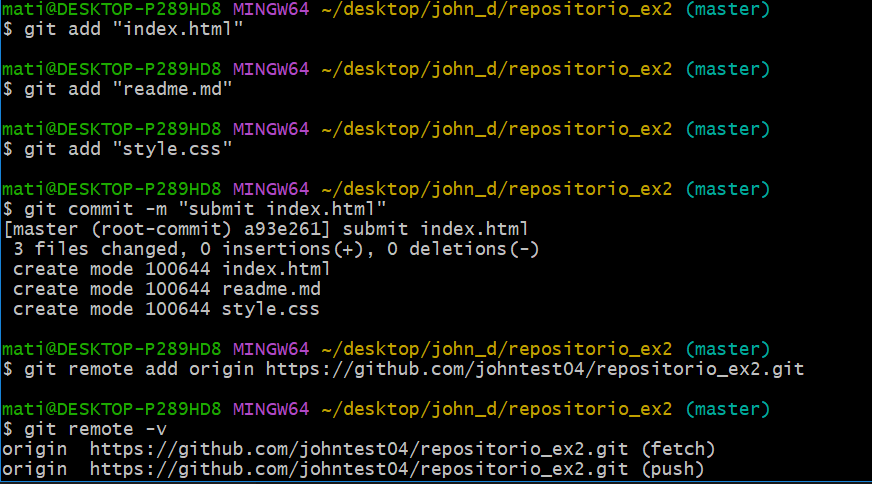 mati@DESKTOP-P289HD8 MINGW64 ~/desktop/john_d/repositorio_ex2 (master)
$ git add "index.html"
mati@DESKTOP-P289HD8 MINGW64 ~/desktop/john_d/repositorio_ex2 (master)
$ git add "readme.md"
mati@DESKTOP-P289HD8 MINGW64 ~/desktop/john_d/repositorio_ex2 (master)
$ git add "style.css"
mati@DESKTOP-P289HD8 MINGW64 ~/desktop/john_d/repositorio_ex2 (master)
$ git commit -m "submit index.html"
[master (root-commit) a93e261] submit index.html
 3 files changed, 0 insertions(+), 0 deletions(-)
 create mode 100644 index.html
 create mode 100644 readme.md
 create mode 100644 style.css
mati@DESKTOP-P289HD8 MINGW64 ~/desktop/john_d/repositorio_ex2 (master)
$ git remote add origin https://github.com/johntest04/repositorio_ex2.git
mati@DESKTOP-P289HD8 MINGW64 ~/desktop/john_d/repositorio_ex2 (master)
$ git remote -v
origin  https://github.com/johntest04/repositorio_ex2.git (fetch)
origin  https://github.com/johntest04/repositorio_ex2.git (push)